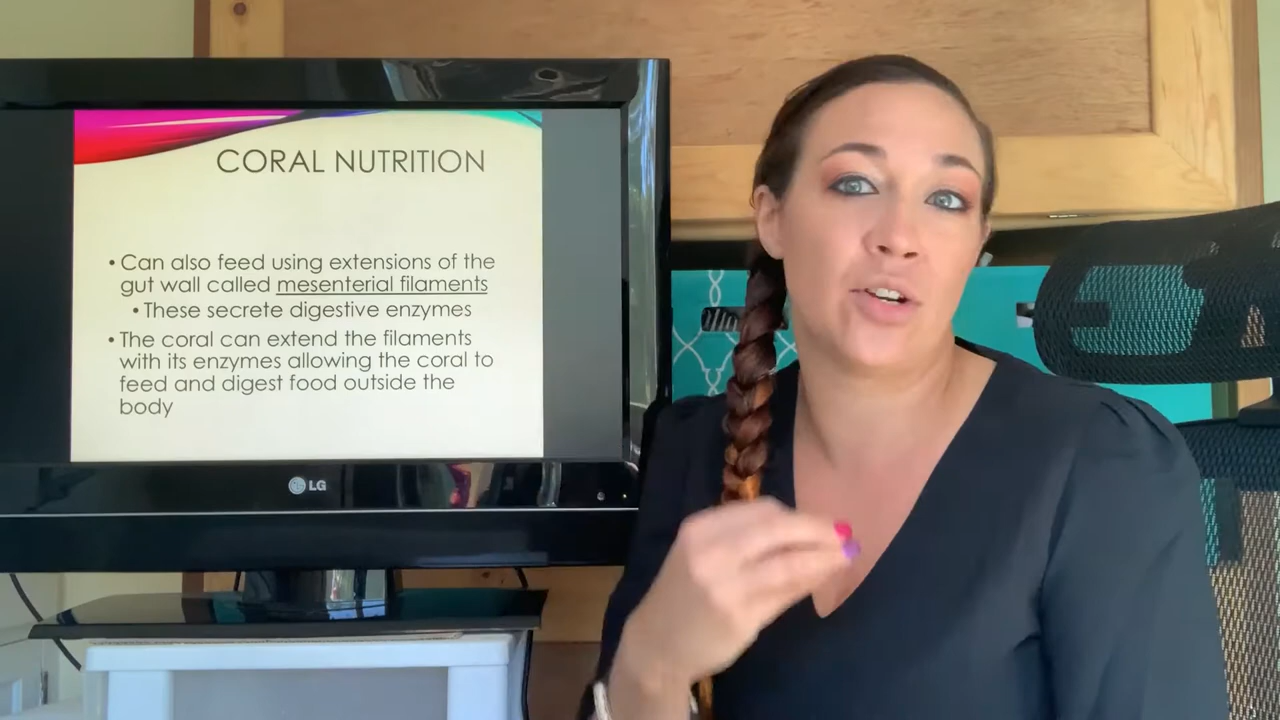 CORAL NUTRITION
• Can also feed using extensions of the
gut wall called mesenterial filaments
• These secrete digestive enzymes
• The coral can extend the filaments
with its enzymes allowing the coral to
feed and digest food outside the
body
LG